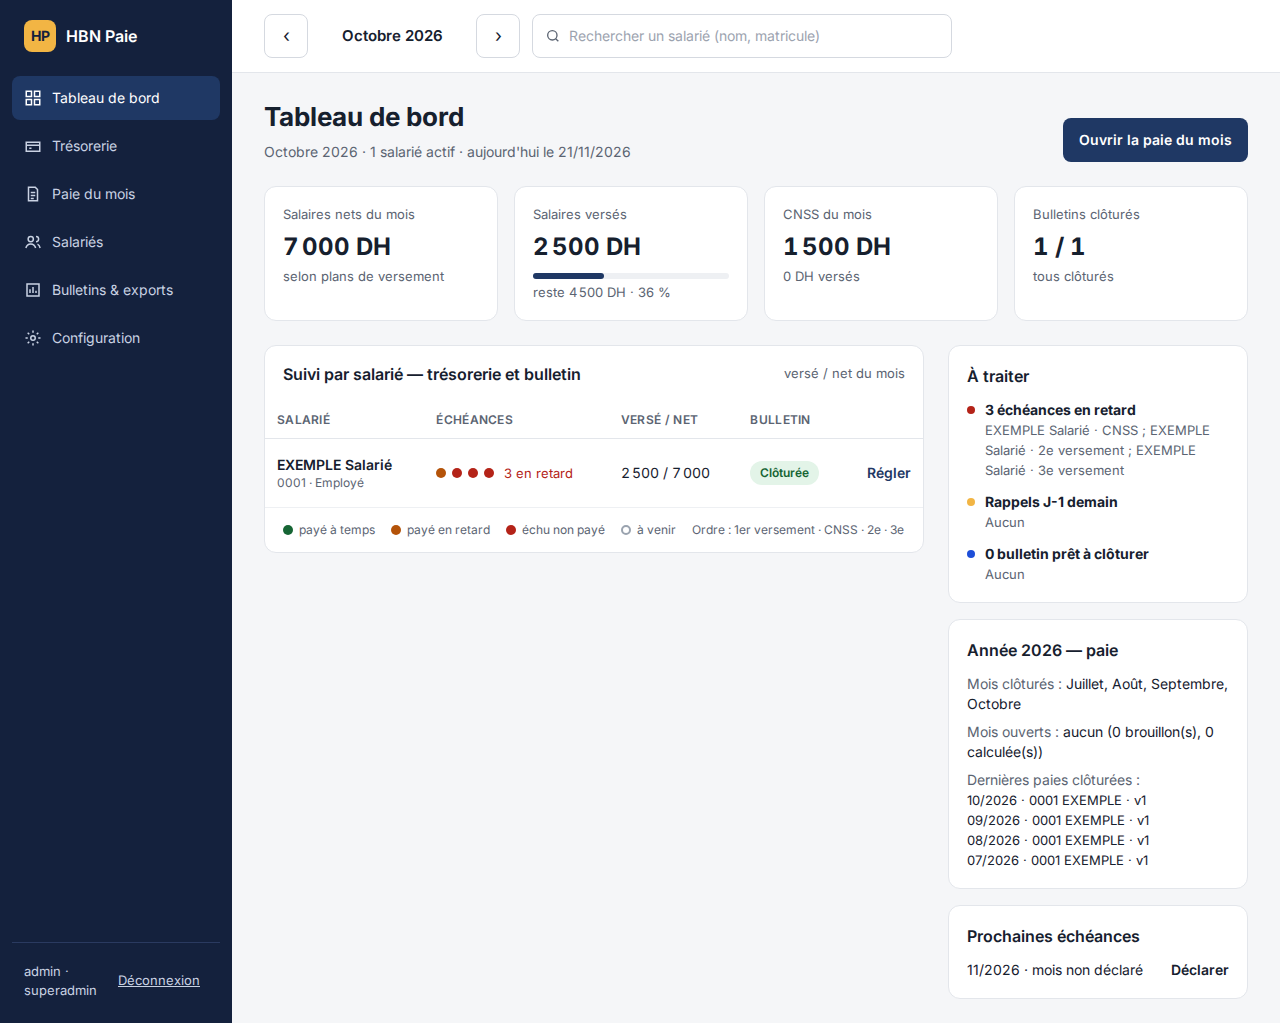 HP HBN Paie
Tableau de bord
Trésorerie
Paie du mois
Salariés
Bulletins & exports
Configuration
admin · superadmin
Déconnexion
‹ Octobre 2026 ›
Rechercher un salarié (nom, matricule)
Tableau de bord
Octobre 2026 · 1 salarié actif · aujourd'hui le 21/11/2026
Ouvrir la paie du mois
Salaires nets du mois
7 000 DH
selon plans de versement
Salaires versés
2 500 DH
reste 4 500 DH · 36 %
CNSS du mois
1 500 DH
0 DH versés
Bulletins clôturés
1 / 1
tous clôturés
Suivi par salarié — trésorerie et bulletin
versé / net du mois
SALARIÉ ÉCHÉANCES VERSÉ / NET BULLETIN
EXEMPLE Salarié
0001 · Employé
3 en retard
2 500 / 7 000
Clôturée
Régler
payé à temps payé en retard échu non payé à venir Ordre : 1er versement · CNSS · 2e · 3e
À traiter
3 échéances en retard
EXEMPLE Salarié · CNSS ; EXEMPLE
Salarié · 2e versement ; EXEMPLE
Salarié · 3e versement
Rappels J-1 demain
Aucun
0 bulletin prêt à clôturer
Aucun
Année 2026 — paie
Mois clôturés : Juillet, Août, Septembre,
Octobre
Mois ouverts : aucun (0 brouillon(s), 0
calculée(s))
Dernières paies clôturées :
10/2026 · 0001 EXEMPLE · v1
09/2026 · 0001 EXEMPLE · v1
08/2026 · 0001 EXEMPLE · v1
07/2026 · 0001 EXEMPLE · v1
Prochaines échéances
11/2026 · mois non déclaré
Déclarer